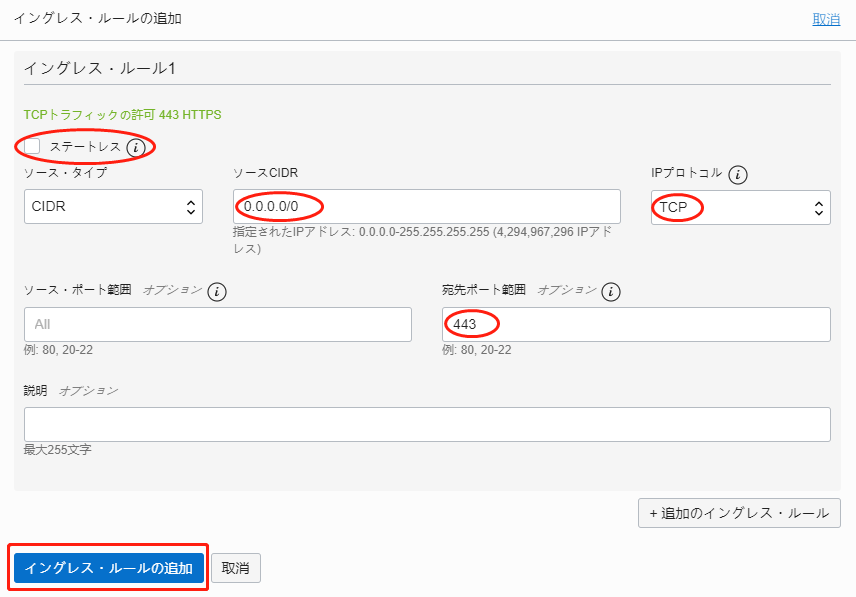 イングレス・ルールの追加 取消
イングレス・ルール1
TCPトラフィックの許可 443 HTTPS
ステートレス i
ソース・タイプ ソースCIDR IPプロトコル i
CIDR 0.0.0.0/0 TCP
指定されたIPアドレス: 0.0.0.0-255.255.255.255 (4,294,967,296 IPアド
レス)
ソース・ポート範囲 オプション i 宛先ポート範囲 オプション i
All 443
例: 80, 20-22 例: 80, 20-22
説明 オプション
最大255文字
+ 追加のイングレス・ルール
イングレス・ルールの追加 取消